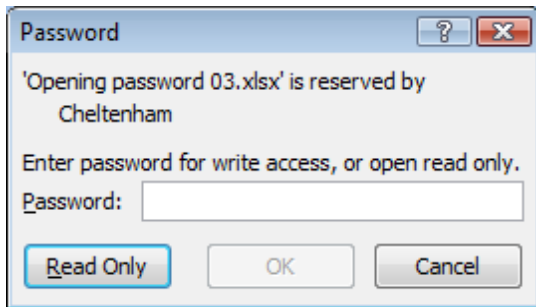 Password
?
'Opening password 03.xlsx' is reserved by
Cheltenham
Enter password for write access, or open read only.
Password:
Read Only OK Cancel